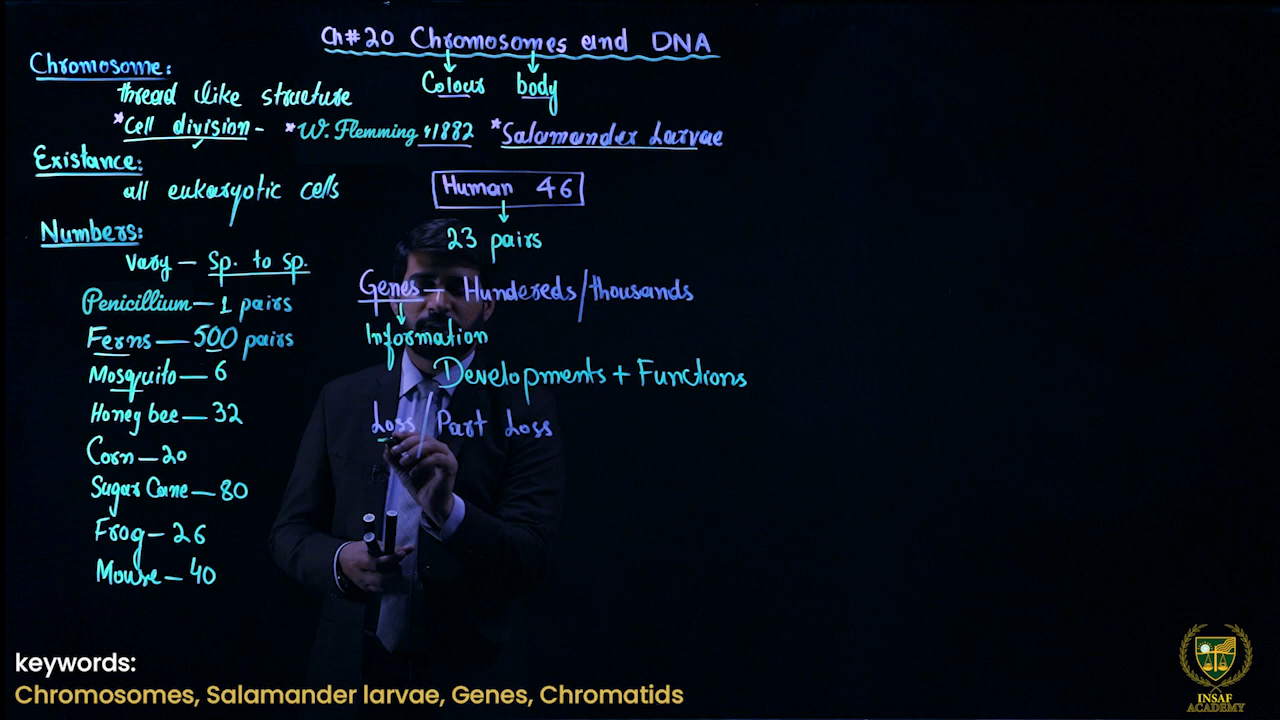 Ch#20 Chromosomes and DNA
Colour body
Chromosome:
thread like structure
*Cell division - *W. Flemming 1882 *Salamander Larvae
Existance:
all eukaryotic cells
Human 46
23 pairs
Numbers:
Vary - Sp. to sp.
Penicillium - 1 pairs
Ferns - 500 pairs
Mosquito - 6
Honey bee - 32
Corn - 20
Sugar Cane - 80
Frog - 26
Mouse - 40
Genes - Hundereds/thousands
Information
Developments + Functions
Loss/Part Loss
keywords:
Chromosomes, Salamander larvae, Genes, Chromatids
INSAF
ACADEMY